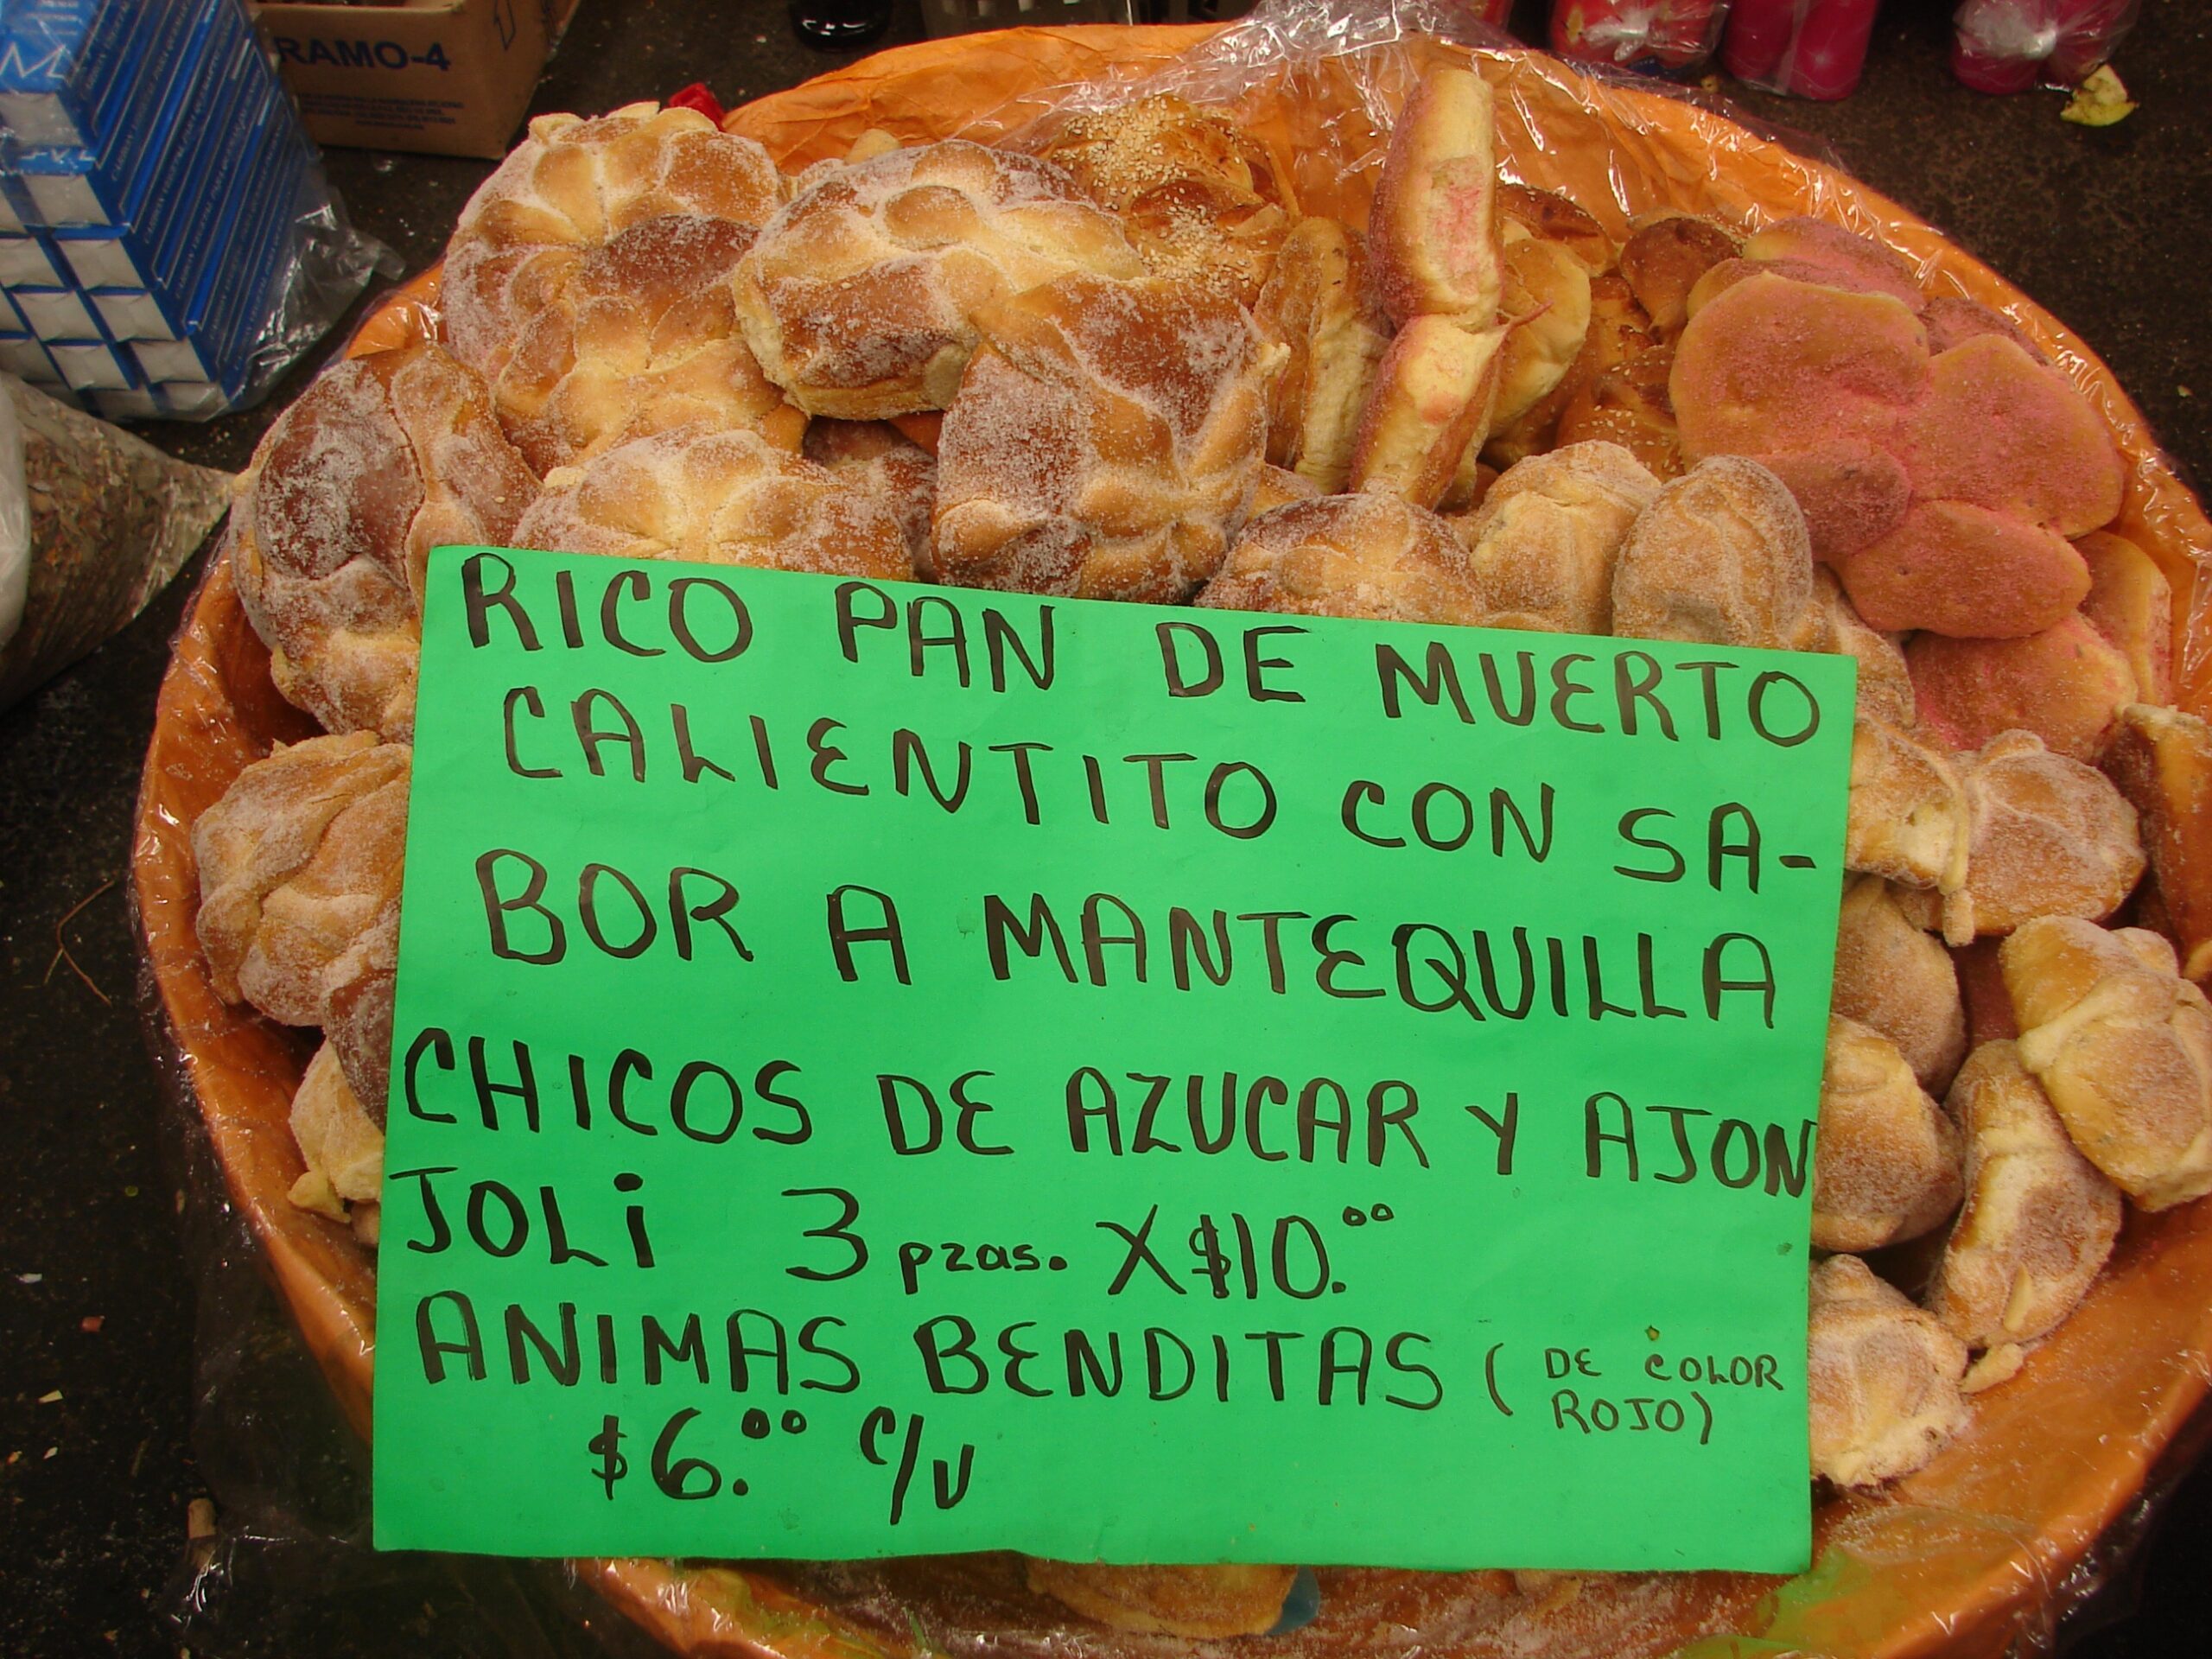 RAMO-4
RICO PAN DE MUERTO
CALIENTITO CON SA-
BOR A MANTEQUILLA
CHICOS DE AZUCAR Y AJON
JOLi 3 pzas. X $10.00
ANIMAS BENDITAS ( DE COLOR
ROJO)
$6.00 c/u